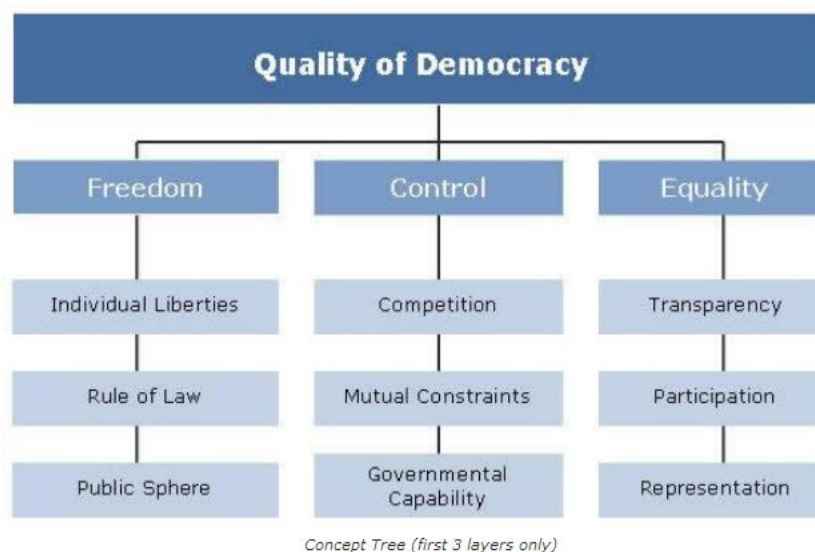 Quality of Democracy
Freedom
Control
Equality
Individual Liberties
Competition
Transparency
Rule of Law
Mutual Constraints
Participation
Public Sphere
Governmental
Capability
Representation
Concept Tree (first 3 layers only)